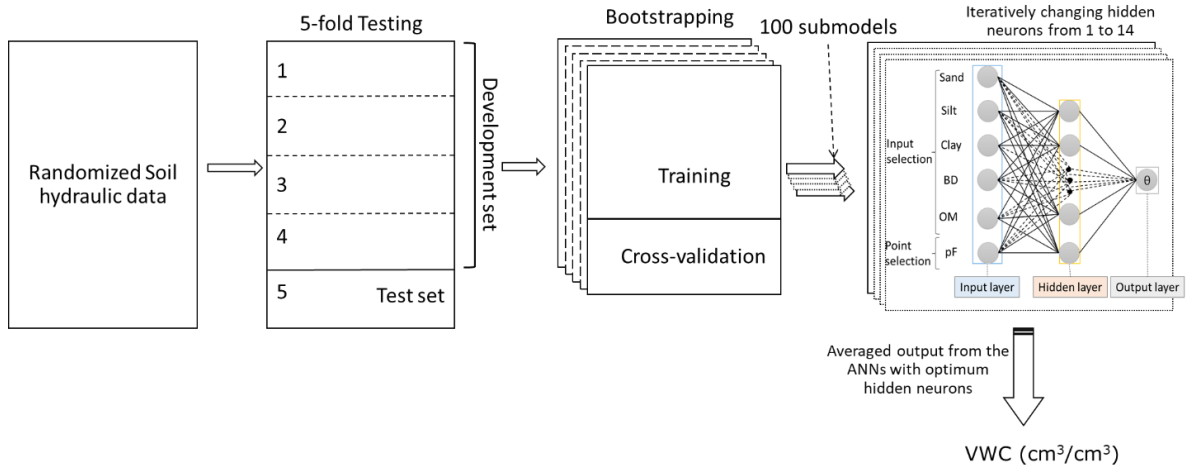 Randomized Soil
hydraulic data
5-fold Testing
1
2
3
4
5
Test set
Development set
Bootstrapping
Training
Cross-validation
100 submodels
Iteratively changing hidden
neurons from 1 to 14
Input
selection
Sand
Silt
Clay
BD
OM
Point
selection
pF
θ
Input layer
Hidden layer
Output layer
Averaged output from the
ANNs with optimum
hidden neurons
VWC (cm³/cm³)